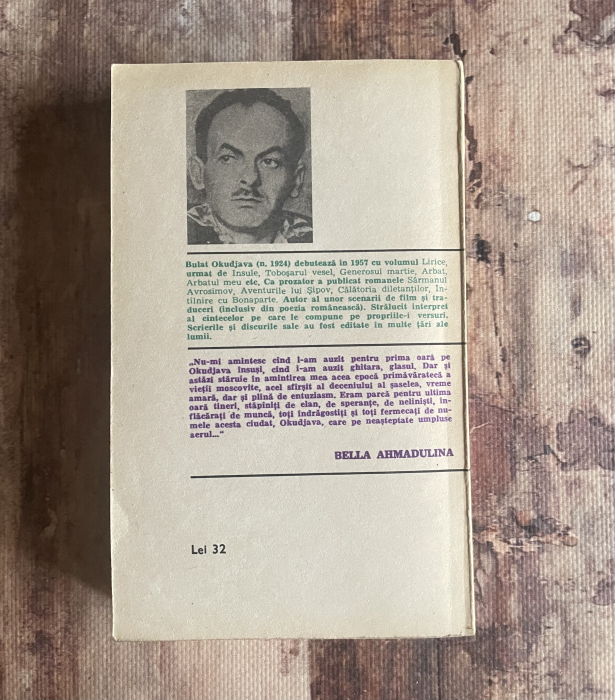 Bulat Okudjava (n. 1924) debutează în 1957 cu volumul Lirice,
urmat de Insule, Toboşarul vesel, Generosul martie, Arbat,
Arbatul meu etc. Ca prozator a publicat romanele Sărmanul
Avrosimov, Aventurile lui Şipov, Călătoria diletanţilor, În-
tîlnire cu Bonaparte. Autor al unor scenarii de film şi tra-
duceri (inclusiv din poezia românească). Strălucit interpret
al cîntecelor pe care le compune pe propriile-i versuri.
Scrierile şi discurile sale au fost editate în multe ţări ale
lumii.
„Nu-mi amintesc cînd l-am auzit pentru prima oară pe
Okudjava însuşi, cînd i-am auzit ghitara, glasul. Dar şi
astăzi stăruie în amintirea mea acea epocă primăvăratecă a
vieţii moscovite, acel sfîrşit al deceniului al şaselea, vreme
amară, dar şi plină de entuziasm. Eram parcă pentru ultima
oară tineri, stăpîniţi de elan, de speranţe, de nelinişti, în-
flăcăraţi de muncă, toţi îndrăgostiţi şi toţi fermecaţi de nu-
mele acesta ciudat, Okudjava, care pe neaşteptate umpluse
aerul...“
BELLA AHMADULINA
Lei 32